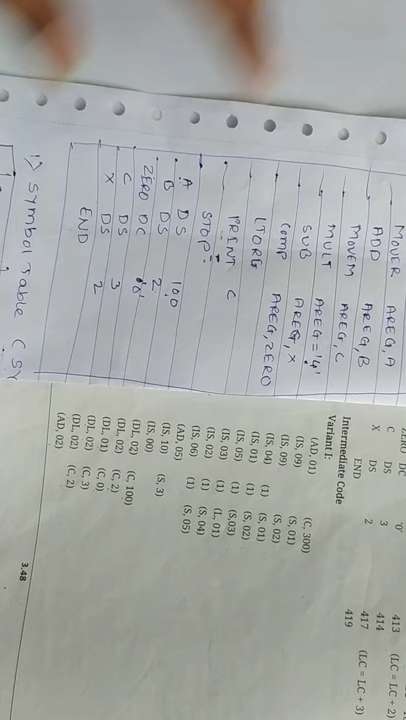 MOVER AREG, A
ADD AREG, B
MOVEM AREG, C
MULT AREG = '4'
SUB AREG, X
Comp AREG, ZERO
LTORG
PRINT C
STOP
A DS 100
B DS 2
ZERO DC '0'
C DS 3
X DS 2
END
1) Symbol Table (SY
ZERO DC '0' 413 (LC = LC + 2)
C DS 3 414
X DS 2 417 (LC = LC + 3)
END 419
Intermediate Code
Variant I:
(AD, 01) (C, 300)
(IS, 09) (S, 01)
(IS, 09) (S, 02)
(IS, 04) (1) (S, 01)
(IS, 01) (1) (S, 02)
(IS, 05) (1) (S,03)
(IS, 03) (1) (L, 01)
(IS, 02) (1) (S, 04)
(IS, 06) (1) (S, 05)
(AD, 05)
(IS, 10) (S, 3)
(IS, 00)
(DL, 02) (C, 100)
(DL, 02) (C, 2)
(DL, 01) (C, 0)
(DL, 02) (C, 3)
(DL, 02) (C, 2)
(AD, 02)
3.48